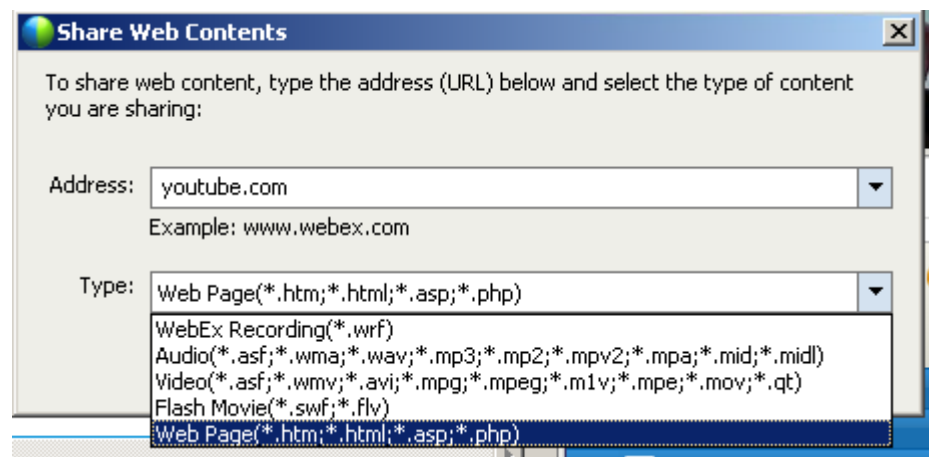 Share Web Contents
To share web content, type the address (URL) below and select the type of content
you are sharing:
Address: youtube.com
Example: www.webex.com
Type: Web Page(*.htm;*.html;*.asp;*.php)
WebEx Recording(*.wrf)
Audio(*.asf;*.wma;*.wav;*.mp3;*.mp2;*.mpv2;*.mpa;*.mid;*.midl)
Video(*.asf;*.wmv;*.avi;*.mpg;*.mpeg;*.m1v;*.mpe;*.mov;*.qt)
Flash Movie(*.swf;*.flv)
Web Page(*.htm;*.html;*.asp;*.php)